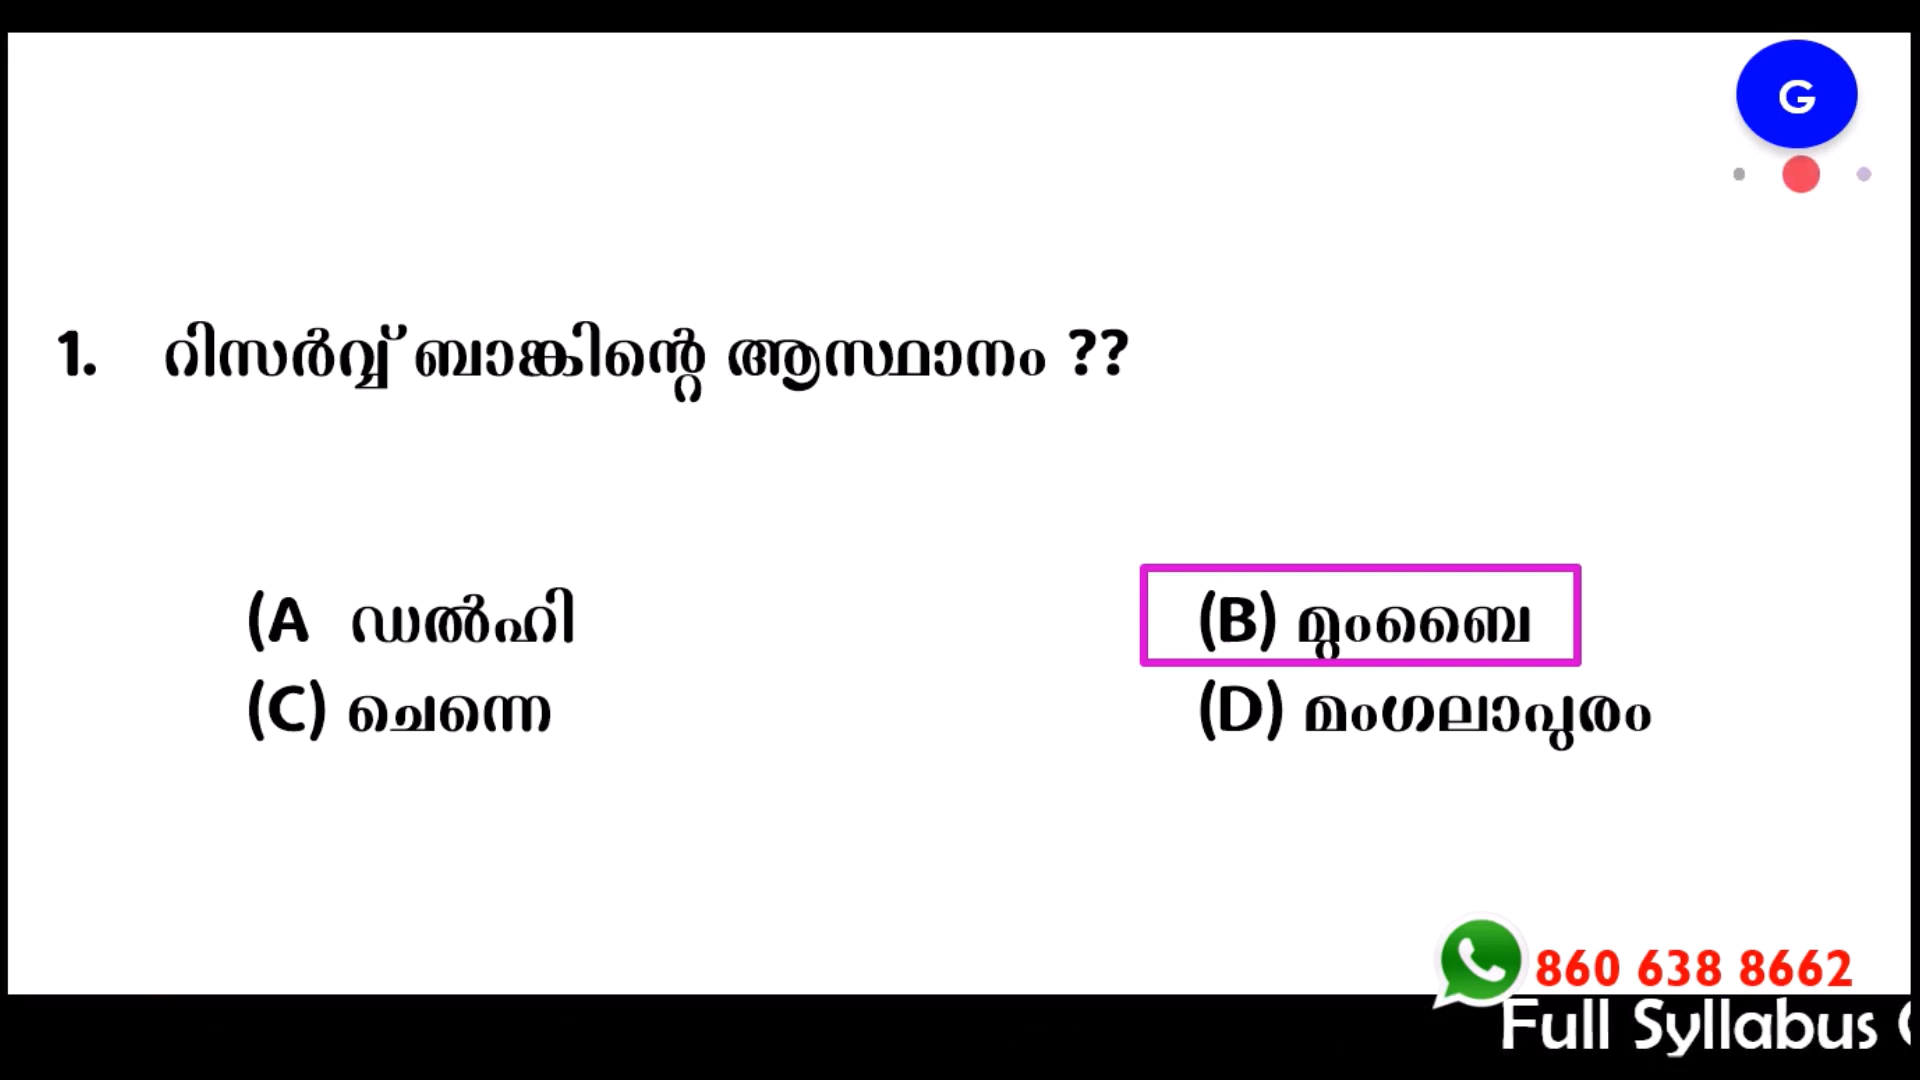 G
1. റിസർവ്വ് ബാങ്കിന്റെ ആസ്ഥാനം ??
(A ഡൽഹി
(B) മുംബൈ
(C) ചെന്നൈ
(D) മംഗലാപുരം
860 638 8662
Full Syllabus